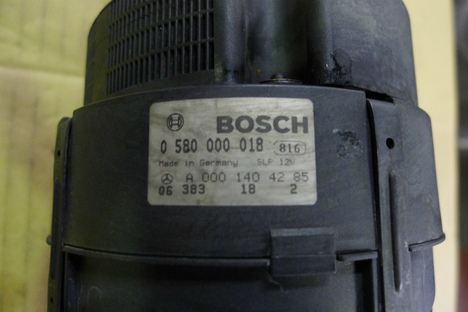 BOSCH
0 580 000 018 816
Made in Germany SLP 12V
A 000 140 42 85
06 383 18 2